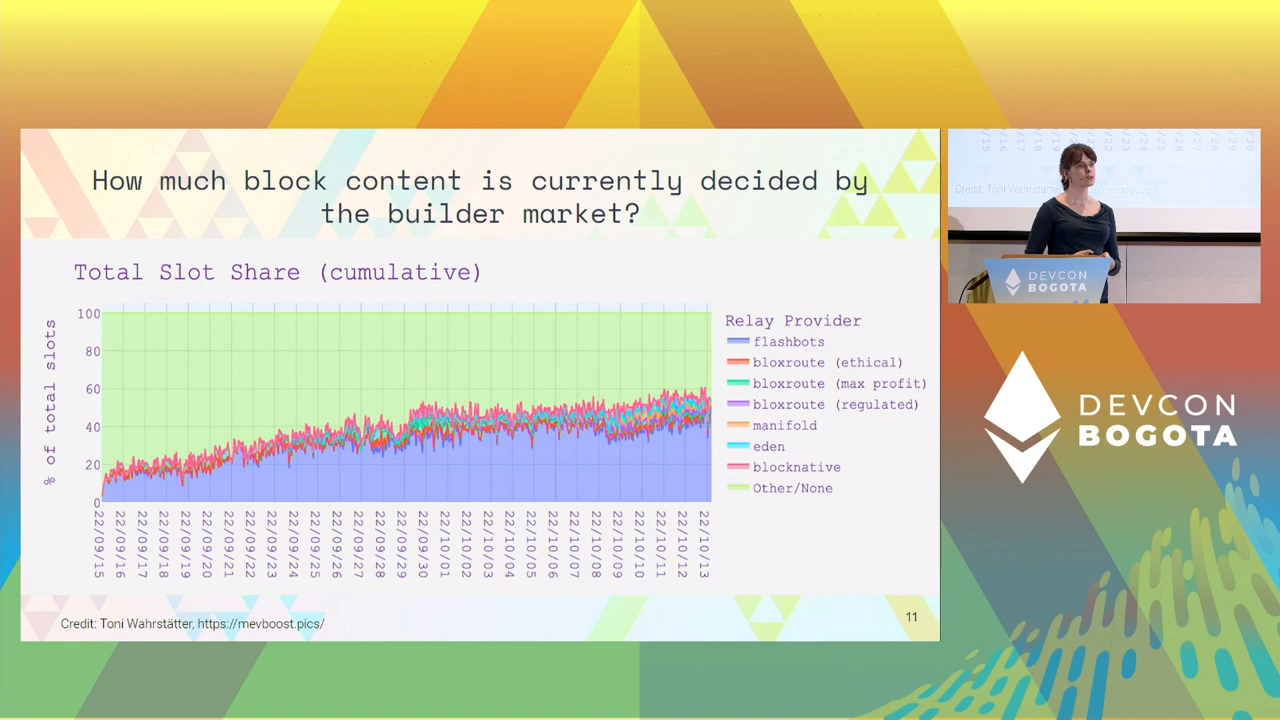 How much block content is currently decided by
the builder market?
Total Slot Share (cumulative)
% of total slots
100
80
60
40
20
0
22/09/15
22/09/16
22/09/17
22/09/18
22/09/19
22/09/20
22/09/21
22/09/22
22/09/23
22/09/24
22/09/25
22/09/26
22/09/27
22/09/28
22/09/29
22/09/30
22/10/01
22/10/02
22/10/03
22/10/04
22/10/05
22/10/06
22/10/07
22/10/08
22/10/09
22/10/10
22/10/11
22/10/12
22/10/13
Relay Provider
flashbots
bloxroute (ethical)
bloxroute (max profit)
bloxroute (regulated)
manifold
eden
blocknative
Other/None
Credit: Toni Wahrstätter, https://mevboost.pics/
11
Credit: Toni Wahrstätter
DEVCON
BOGOTA
DEVCON
BOGOTA